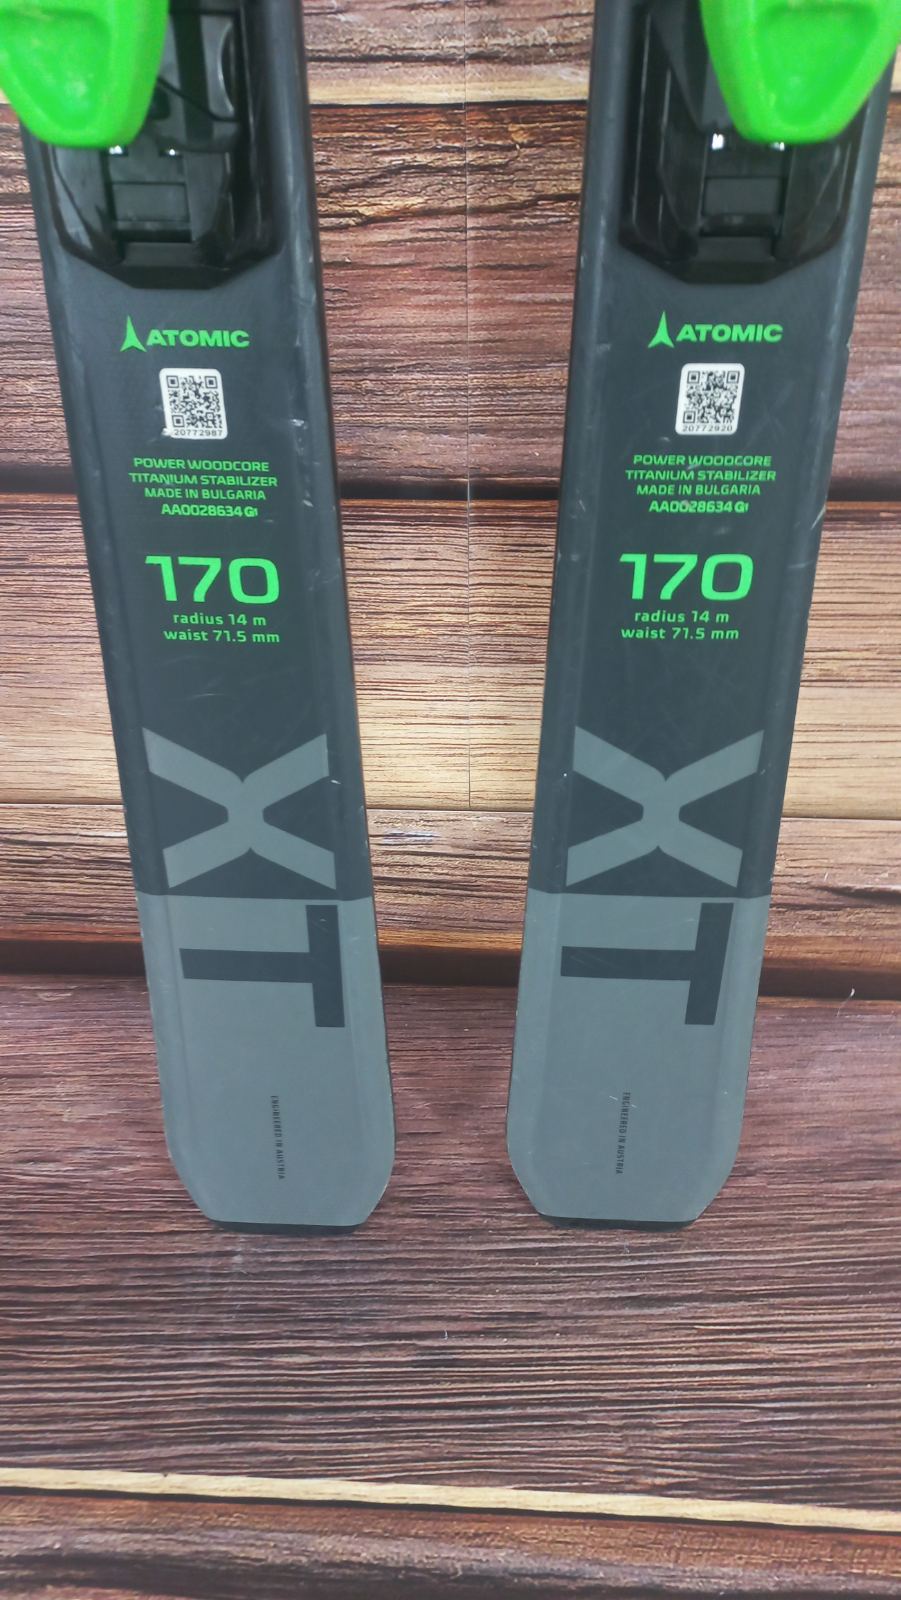 ATOMIC
20772987
POWER WOODCORE
TITANIUM STABILIZER
MADE IN BULGARIA
AA0028634 G1
170
radius 14 m
waist 71.5 mm
XT
ENGINEERED IN AUSTRIA
ATOMIC
20772920
POWER WOODCORE
TITANIUM STABILIZER
MADE IN BULGARIA
AA0028634 G1
170
radius 14 m
waist 71.5 mm
XT
ENGINEERED IN AUSTRIA